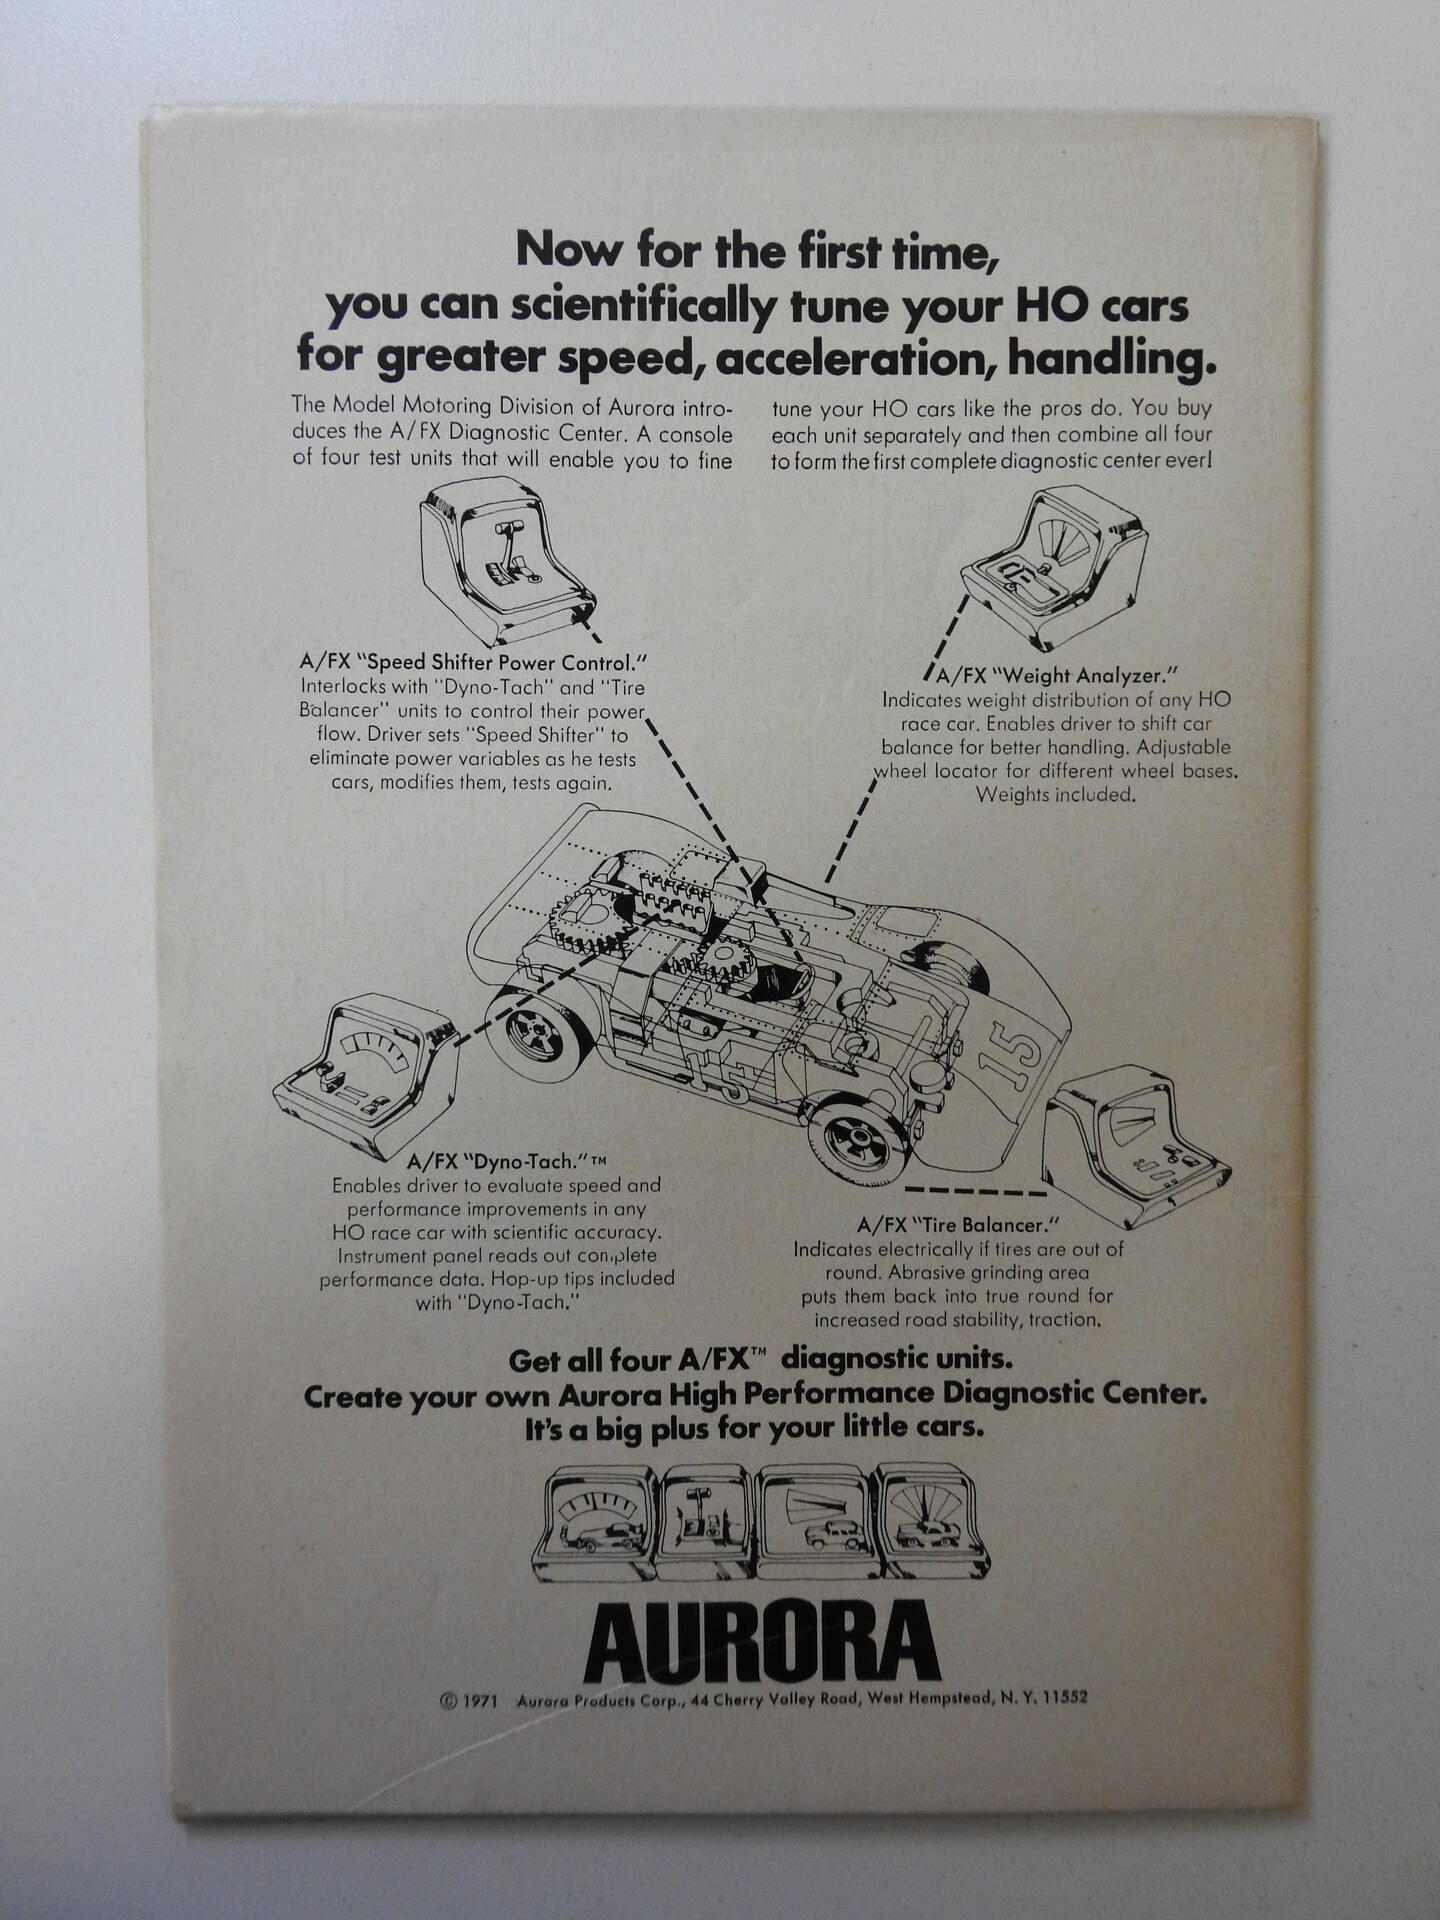 Now for the first time,
you can scientifically tune your HO cars
for greater speed, acceleration, handling.
The Model Motoring Division of Aurora intro-
duces the A/FX Diagnostic Center. A console
of four test units that will enable you to fine
tune your HO cars like the pros do. You buy
each unit separately and then combine all four
to form the first complete diagnostic center ever!
A/FX "Speed Shifter Power Control."
Interlocks with "Dyno-Tach" and "Tire
Balancer" units to control their power
flow. Driver sets "Speed Shifter" to
eliminate power variables as he tests
cars, modifies them, tests again.
A/FX "Weight Analyzer."
Indicates weight distribution of any HO
race car. Enables driver to shift car
balance for better handling. Adjustable
wheel locator for different wheel bases.
Weights included.
15
15
A/FX "Dyno-Tach."™
Enables driver to evaluate speed and
performance improvements in any
HO race car with scientific accuracy.
Instrument panel reads out complete
performance data. Hop-up tips included
with "Dyno-Tach."
A/FX "Tire Balancer."
Indicates electrically if tires are out of
round. Abrasive grinding area
puts them back into true round for
increased road stability, traction.
Get all four A/FX™ diagnostic units.
Create your own Aurora High Performance Diagnostic Center.
It's a big plus for your little cars.
AURORA
© 1971 Aurora Products Corp., 44 Cherry Valley Road, West Hempstead, N. Y. 11552